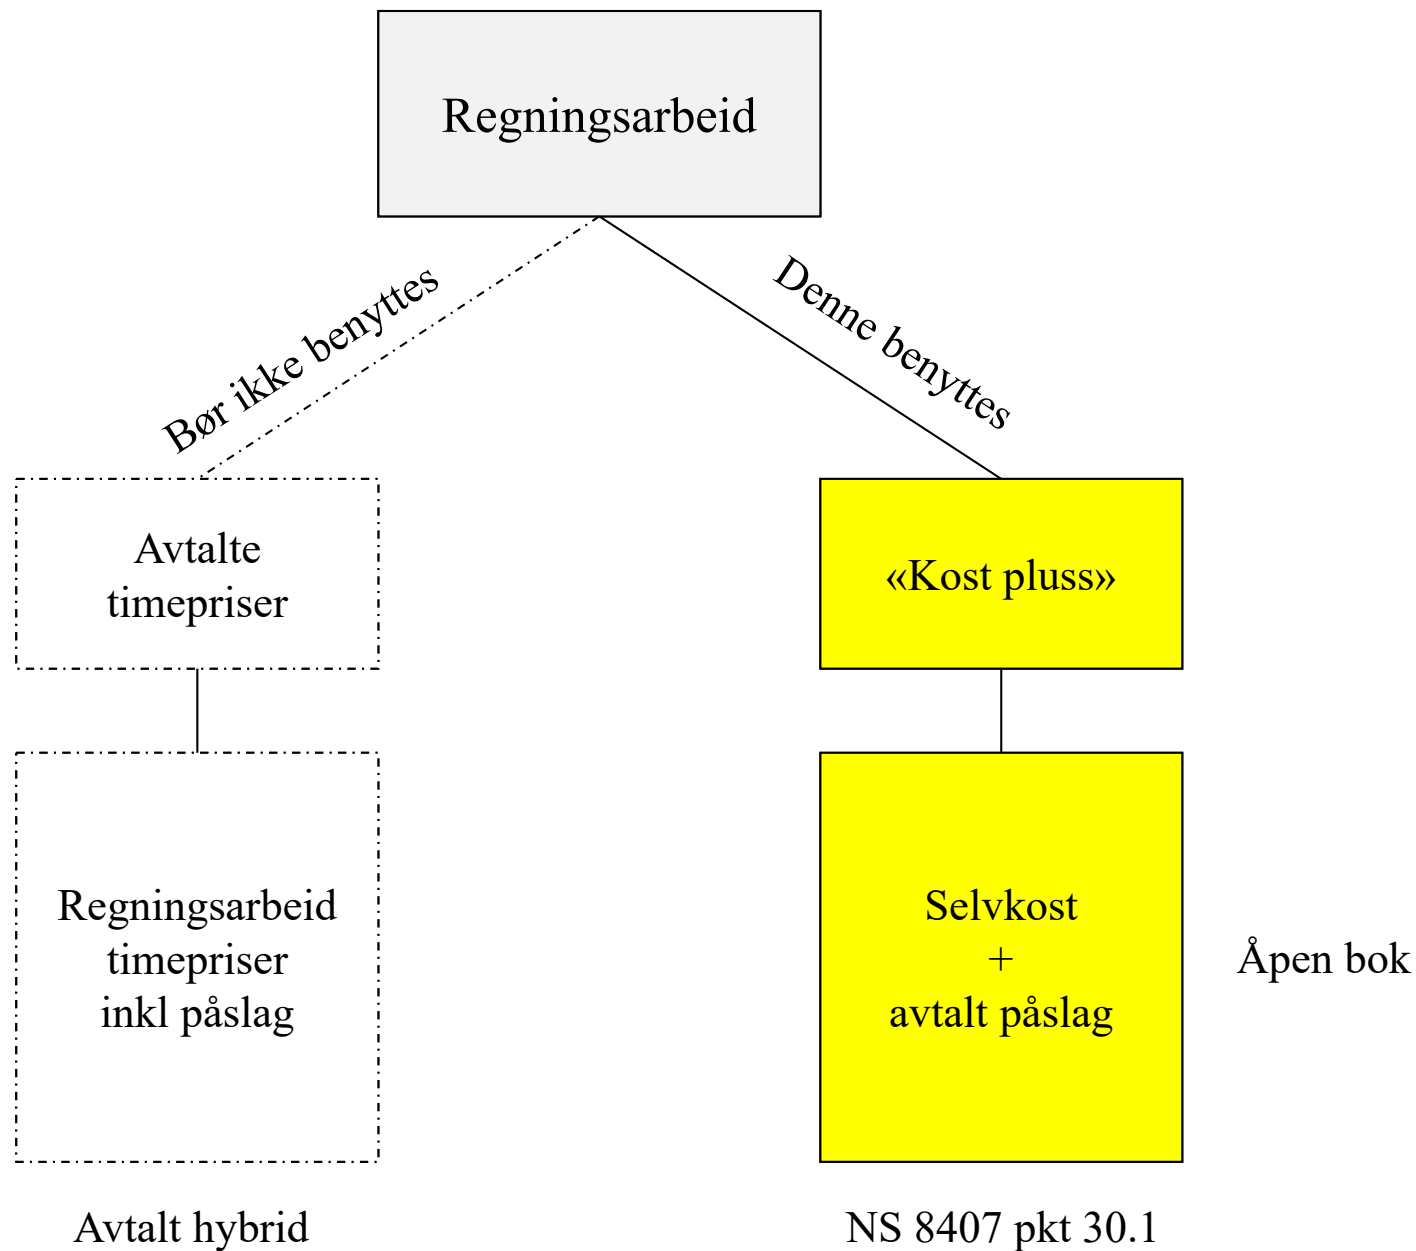 Regningsarbeid
Bør ikke benyttes
Denne benyttes
Avtalte
timepriser
«Kost pluss»
Regningsarbeid
timepriser
inkl påslag
Selvkost
+
avtalt påslag
Åpen bok
Avtalt hybrid
NS 8407 pkt 30.1